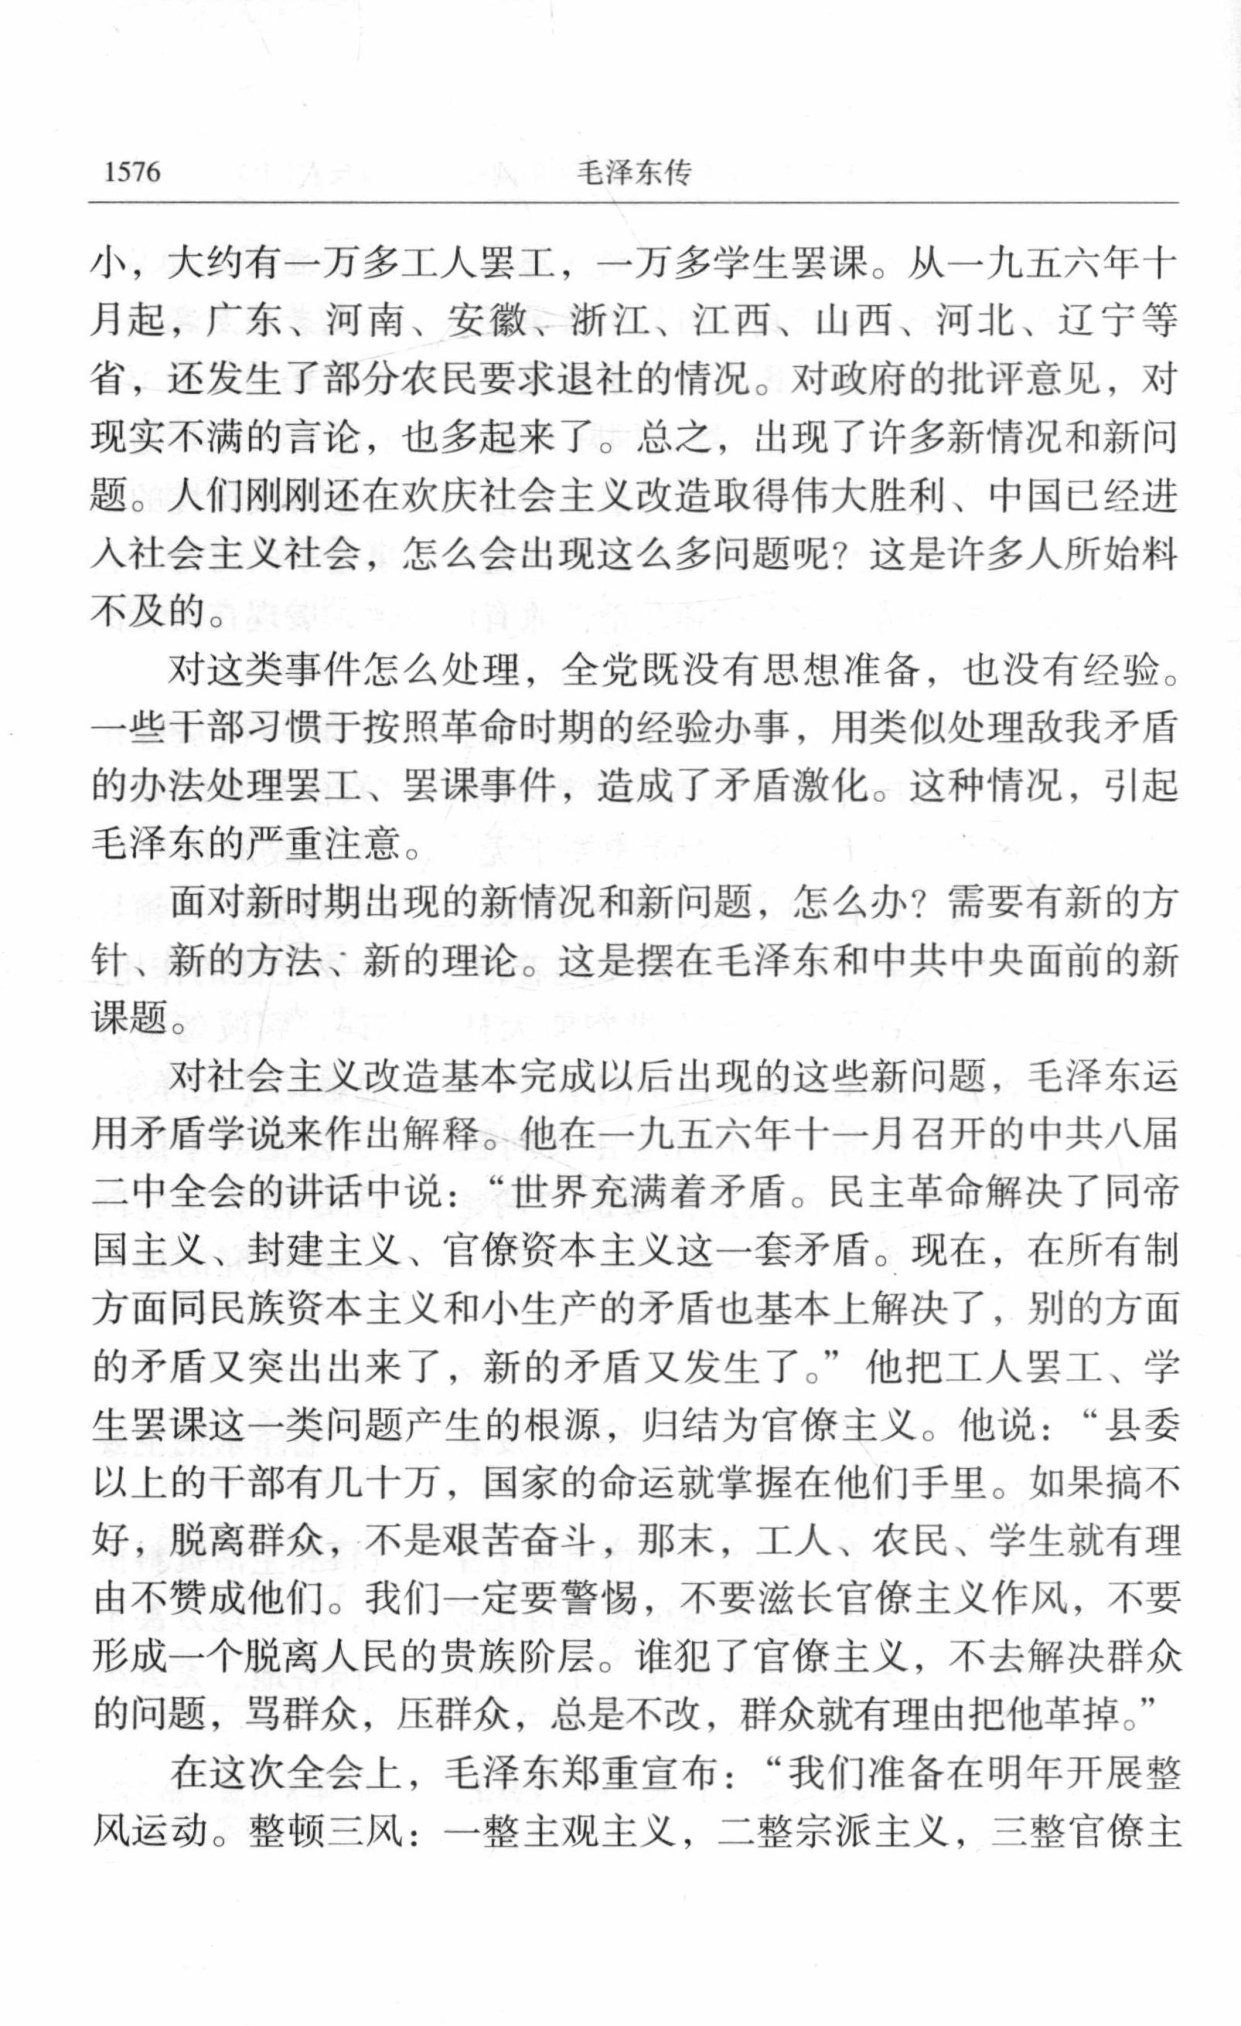 1576
毛泽东传
小，大约有一万多工人罢工，一万多学生罢课。从一九五六年十
月起，广东、河南、安徽、浙江、江西、山西、河北、辽宁等
省，还发生了部分农民要求退社的情况。对政府的批评意见，对
现实不满的言论，也多起来了。总之，出现了许多新情况和新问
题。人们刚刚还在欢庆社会主义改造取得伟大胜利、中国已经进
入社会主义社会，怎么会出现这么多问题呢？这是许多人所始料
不及的。
对这类事件怎么处理，全党既没有思想准备，也没有经验。
一些干部习惯于按照革命时期的经验办事，用类似处理敌我矛盾
的办法处理罢工、罢课事件，造成了矛盾激化。这种情况，引起
毛泽东的严重注意。
面对新时期出现的新情况和新问题，怎么办？需要有新的方
针、新的方法、新的理论。这是摆在毛泽东和中共中央面前的新
课题。
对社会主义改造基本完成以后出现的这些新问题，毛泽东运
用矛盾学说来作出解释。他在一九五六年十一月召开的中共八届
二中全会的讲话中说：“世界充满着矛盾。民主革命解决了同帝
国主义、封建主义、官僚资本主义这一套矛盾。现在，在所有制
方面同民族资本主义和小生产的矛盾也基本上解决了，别的方面
的矛盾又突出出来了，新的矛盾又发生了。”他把工人罢工、学
生罢课这一类问题产生的根源，归结为官僚主义。他说：“县委
以上的干部有几十万，国家的命运就掌握在他们手里。如果搞不
好，脱离群众，不是艰苦奋斗，那末，工人、农民、学生就有理
由不赞成他们。我们一定要警惕，不要滋长官僚主义作风，不要
形成一个脱离人民的贵族阶层。谁犯了官僚主义，不去解决群众
的问题，骂群众，压群众，总是不改，群众就有理由把他革掉。”
在这次全会上，毛泽东郑重宣布：“我们准备在明年开展整
风运动。整顿三风：一整主观主义，二整宗派主义，三整官僚主